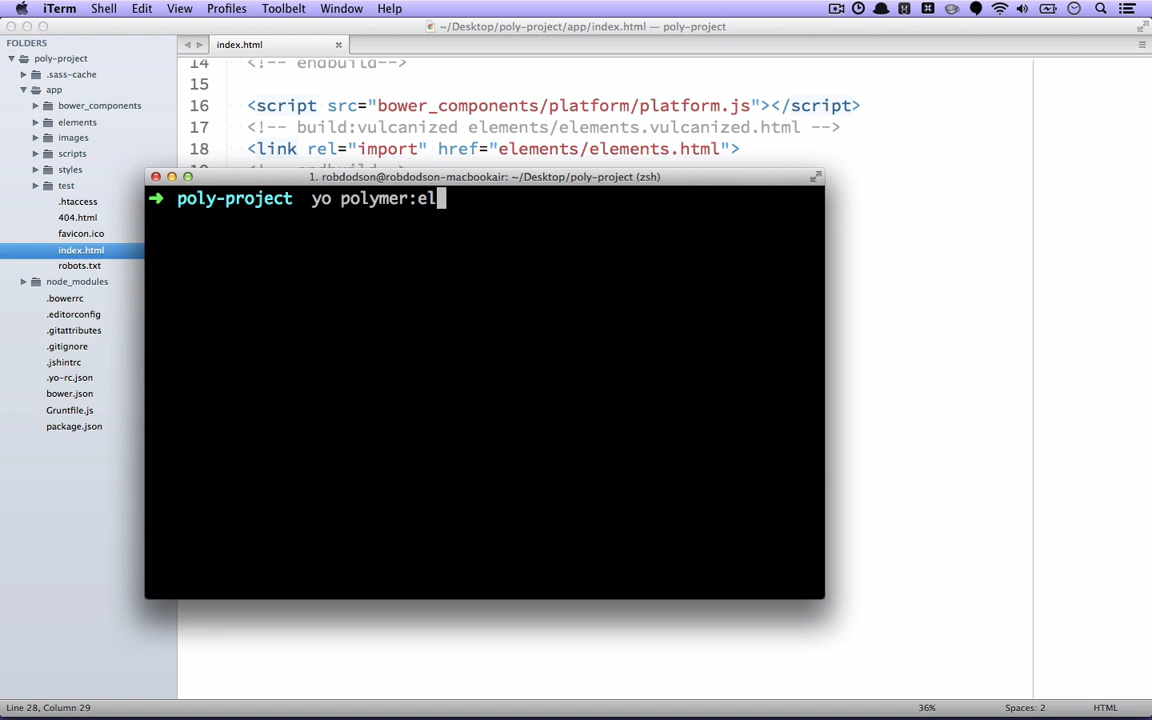 iTerm Shell Edit View Profiles Toolbelt Window Help
~/Desktop/poly-project/app/index.html — poly-project
FOLDERS
poly-project
.sass-cache
app
bower_components
elements
images
scripts
styles
test
.htaccess
404.html
favicon.ico
index.html
robots.txt
node_modules
.bowerrc
.editorconfig
.gitattributes
.gitignore
.jshintrc
.yo-rc.json
bower.json
Gruntfile.js
package.json
index.html
14 <!-- endbuild-->
15
16 <script src="bower_components/platform/platform.js"></script>
17 <!-- build:vulcanized elements/elements.vulcanized.html -->
18 <link rel="import" href="elements/elements.html">
1. robdodson@robdodson-macbookair: ~/Desktop/poly-project (zsh)
➜ poly-project yo polymer:el
Line 28, Column 29 36% Spaces: 2 HTML